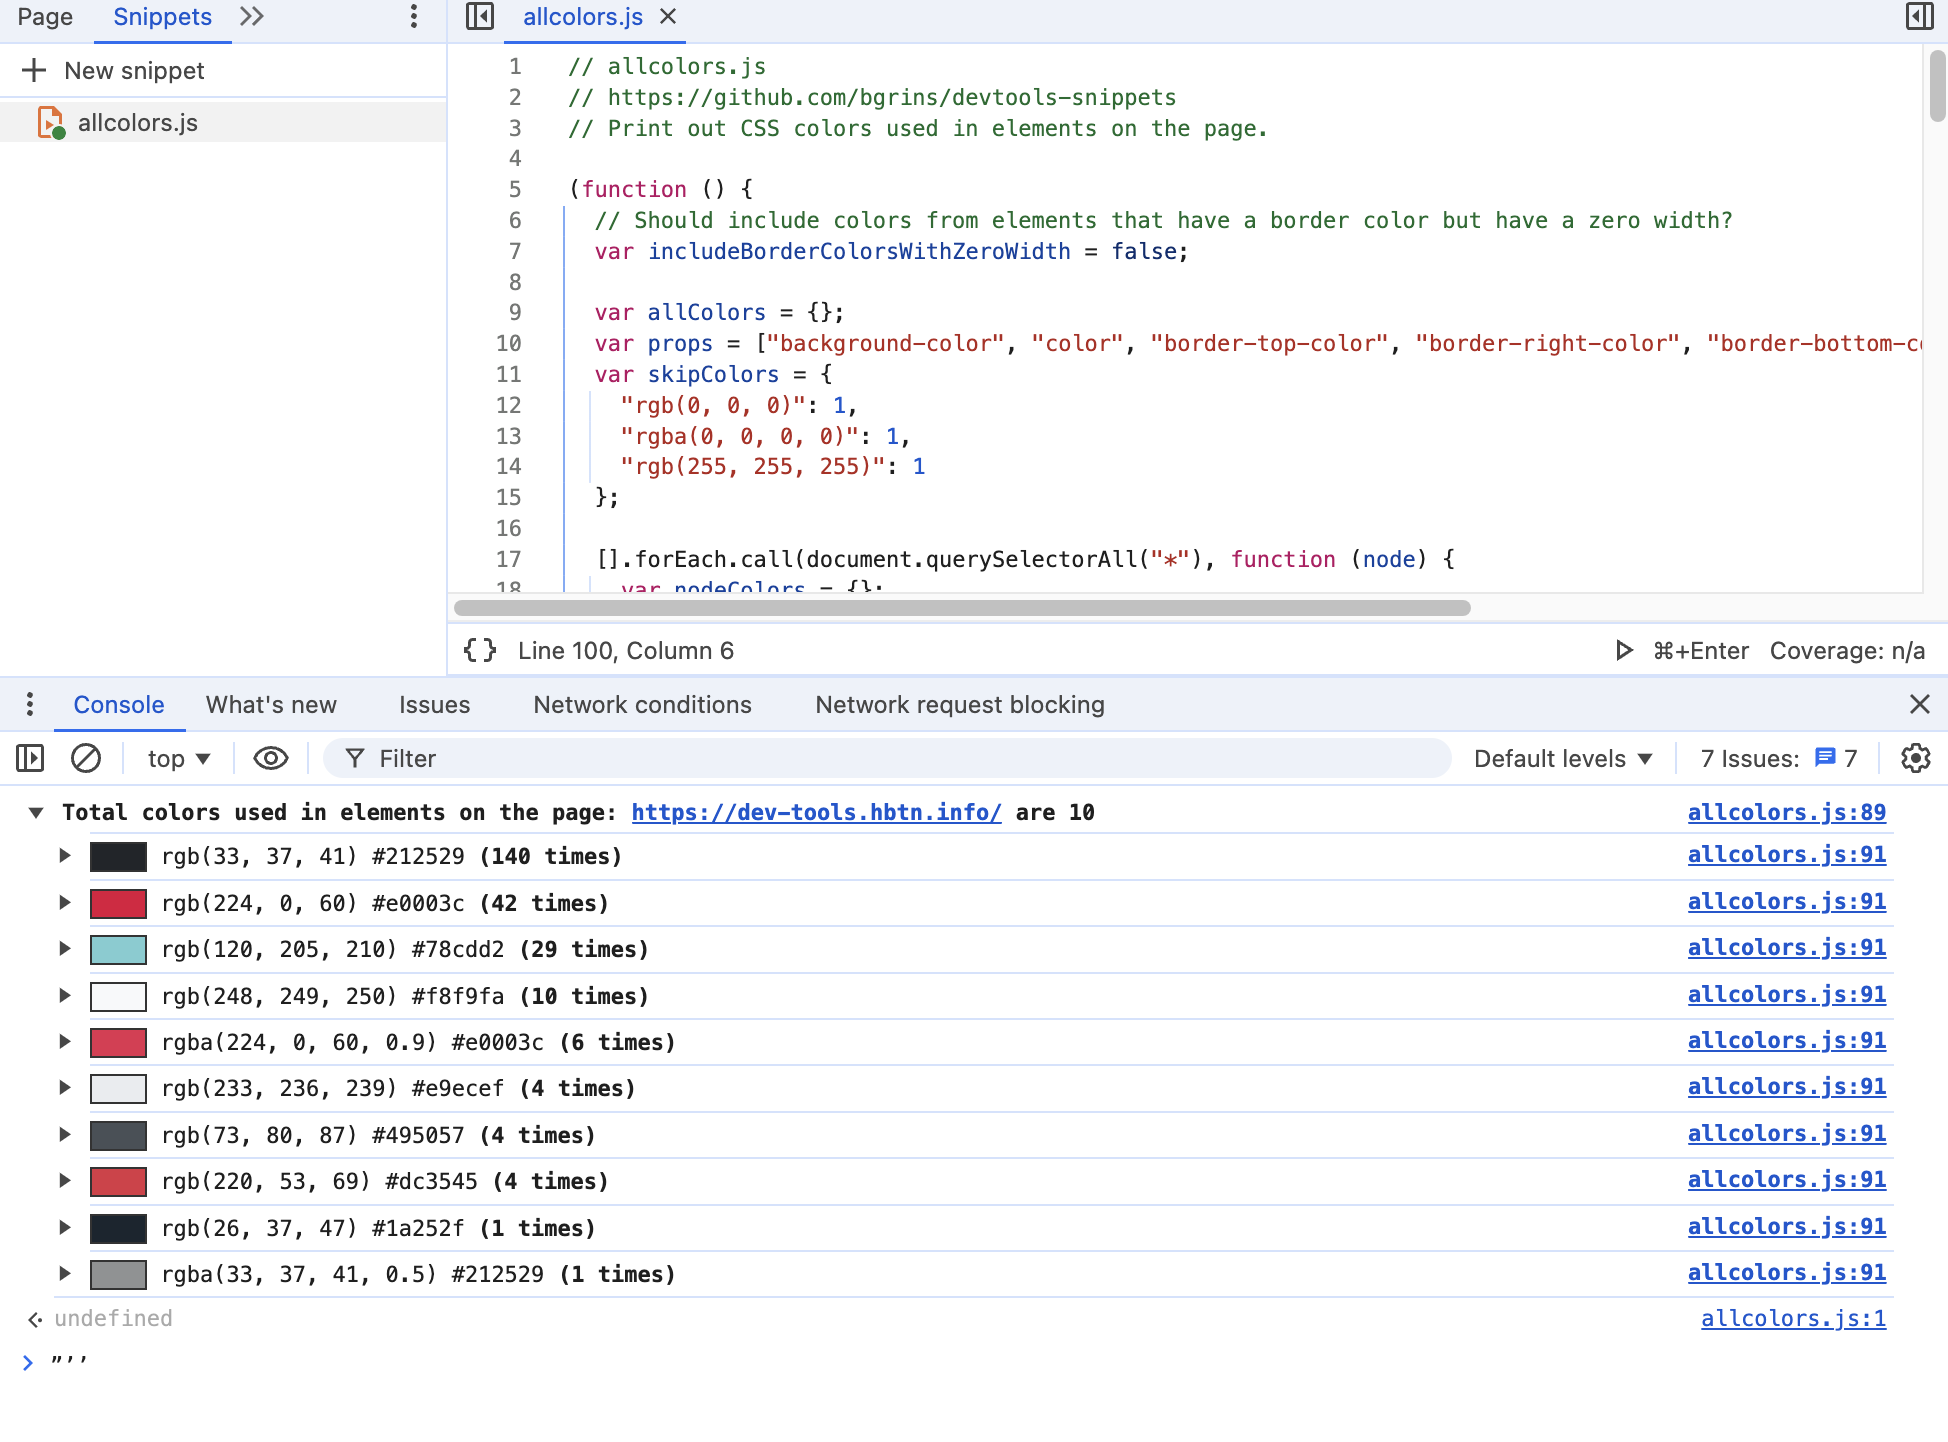 Page Snippets
allcolors.js
New snippet
allcolors.js
1 // allcolors.js
2 // https://github.com/bgrins/devtools-snippets
3 // Print out CSS colors used in elements on the page.
4
5 (function () {
6 // Should include colors from elements that have a border color but have a zero width?
7 var includeBorderColorsWithZeroWidth = false;
8
9 var allColors = {};
10 var props = ["background-color", "color", "border-top-color", "border-right-color", "border-bottom-c
11 var skipColors = {
12 "rgb(0, 0, 0)": 1,
13 "rgba(0, 0, 0, 0)": 1,
14 "rgb(255, 255, 255)": 1
15 };
16
17 [].forEach.call(document.querySelectorAll("*"), function (node) {
18 var nodeColors = {};
{} Line 100, Column 6 ⌘+Enter Coverage: n/a
Console What's new Issues Network conditions Network request blocking
top Filter Default levels 7 Issues: 7
Total colors used in elements on the page: https://dev-tools.hbtn.info/ are 10 allcolors.js:89
rgb(33, 37, 41) #212529 (140 times) allcolors.js:91
rgb(224, 0, 60) #e0003c (42 times) allcolors.js:91
rgb(120, 205, 210) #78cdd2 (29 times) allcolors.js:91
rgb(248, 249, 250) #f8f9fa (10 times) allcolors.js:91
rgba(224, 0, 60, 0.9) #e0003c (6 times) allcolors.js:91
rgb(233, 236, 239) #e9ecef (4 times) allcolors.js:91
rgb(73, 80, 87) #495057 (4 times) allcolors.js:91
rgb(220, 53, 69) #dc3545 (4 times) allcolors.js:91
rgb(26, 37, 47) #1a252f (1 times) allcolors.js:91
rgba(33, 37, 41, 0.5) #212529 (1 times) allcolors.js:91
undefined allcolors.js:1
> ”’’